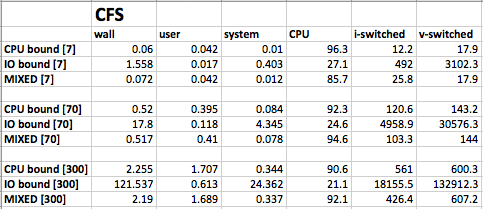 CFS
wall user system CPU i-switched v-switched
CPU bound [7] 0.06 0.042 0.01 96.3 12.2 17.9
IO bound [7] 1.558 0.017 0.403 27.1 492 3102.3
MIXED [7] 0.072 0.042 0.012 85.7 25.8 17.9
CPU bound [70] 0.52 0.395 0.084 92.3 120.6 143.2
IO bound [70] 17.8 0.118 4.345 24.6 4958.9 30576.3
MIXED [70] 0.517 0.41 0.078 94.6 103.3 144
CPU bound [300] 2.255 1.707 0.344 90.6 561 600.3
IO bound [300] 121.537 0.613 24.362 21.1 18155.5 132912.3
MIXED [300] 2.19 1.689 0.337 92.1 426.4 607.2